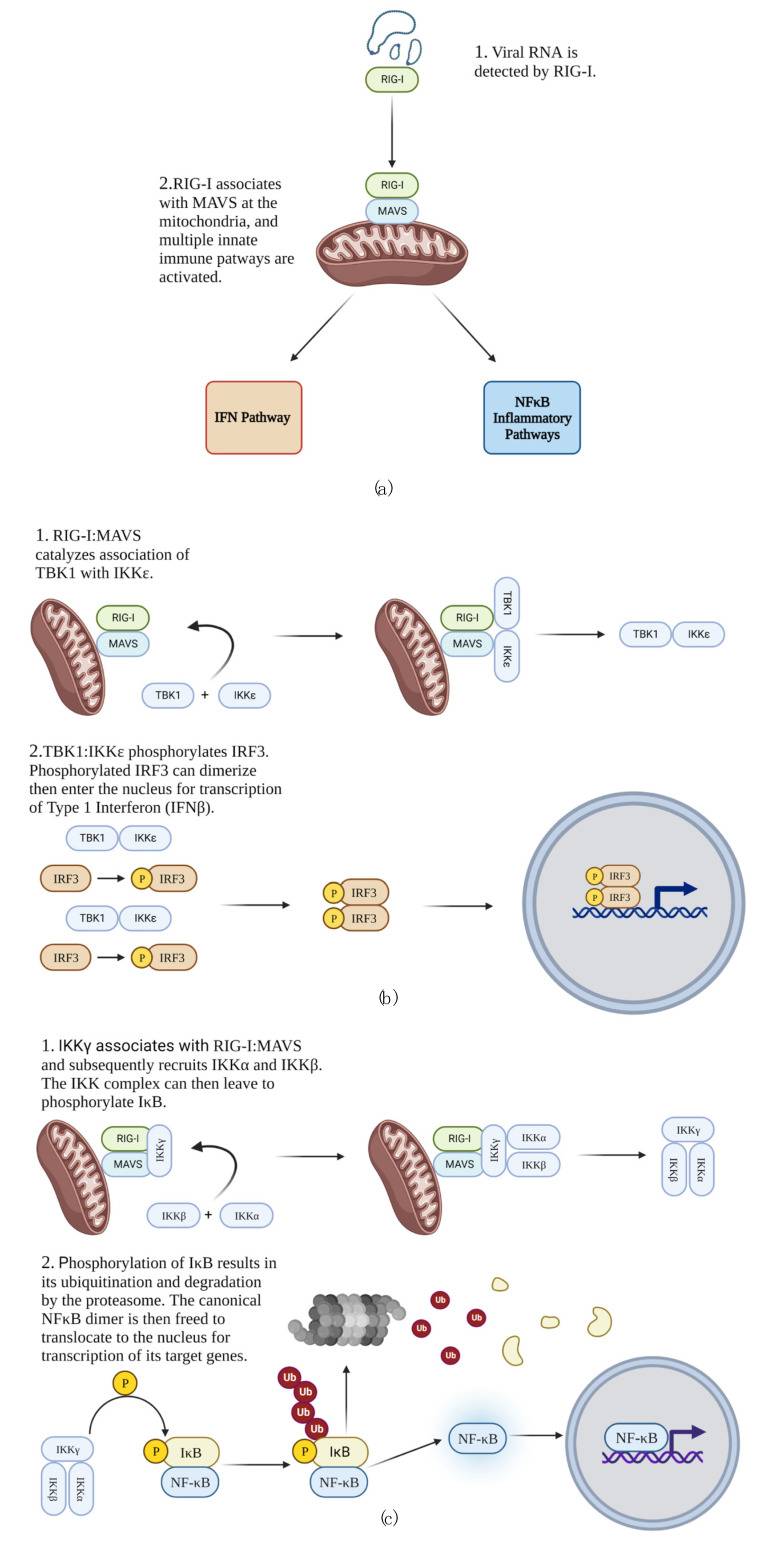 1. Viral RNA is
detected by RIG-I.
RIG-I
2.RIG-I associates
with MAVS at the
mitochondria, and
multiple innate
immune patways are
activated.
RIG-I
MAVS
IFN Pathway
NFκB
Inflammatory
Pathways
(a)
1. RIG-I:MAVS
catalyzes association of
TBK1 with IKKε.
RIG-I
MAVS
TBK1 + IKKε
RIG-I
MAVS
TBK1
IKKε
TBK1 IKKε
2.TBK1:IKKε phosphorylates IRF3.
Phosphorylated IRF3 can dimerize
then enter the nucleus for transcription
of Type 1 Interferon (IFNβ).
TBK1 IKKε
IRF3 P IRF3
TBK1 IKKε
IRF3 P IRF3
P IRF3
P IRF3
P IRF3
P IRF3
(b)
1. IKKγ associates with RIG-I:MAVS
and subsequently recruits IKKα and IKKβ.
The IKK complex can then leave to
phosphorylate IκB.
RIG-I
MAVS
IKKγ
IKKβ + IKKα
RIG-I
MAVS
IKKγ
IKKα
IKKβ
IKKγ
IKKβ
IKKα
2. Phosphorylation of IκB results in
its ubiquitination and degradation
by the proteasome. The canonical
NFκB dimer is then freed to
translocate to the nucleus for
transcription of its target genes.
Ub
Ub
Ub
Ub
P
IKKγ
IKKβ
IKKα
P IκB
NF-κB
Ub
Ub
Ub
Ub
P IκB
NF-κB
NF-κB
NF-κB
(c)